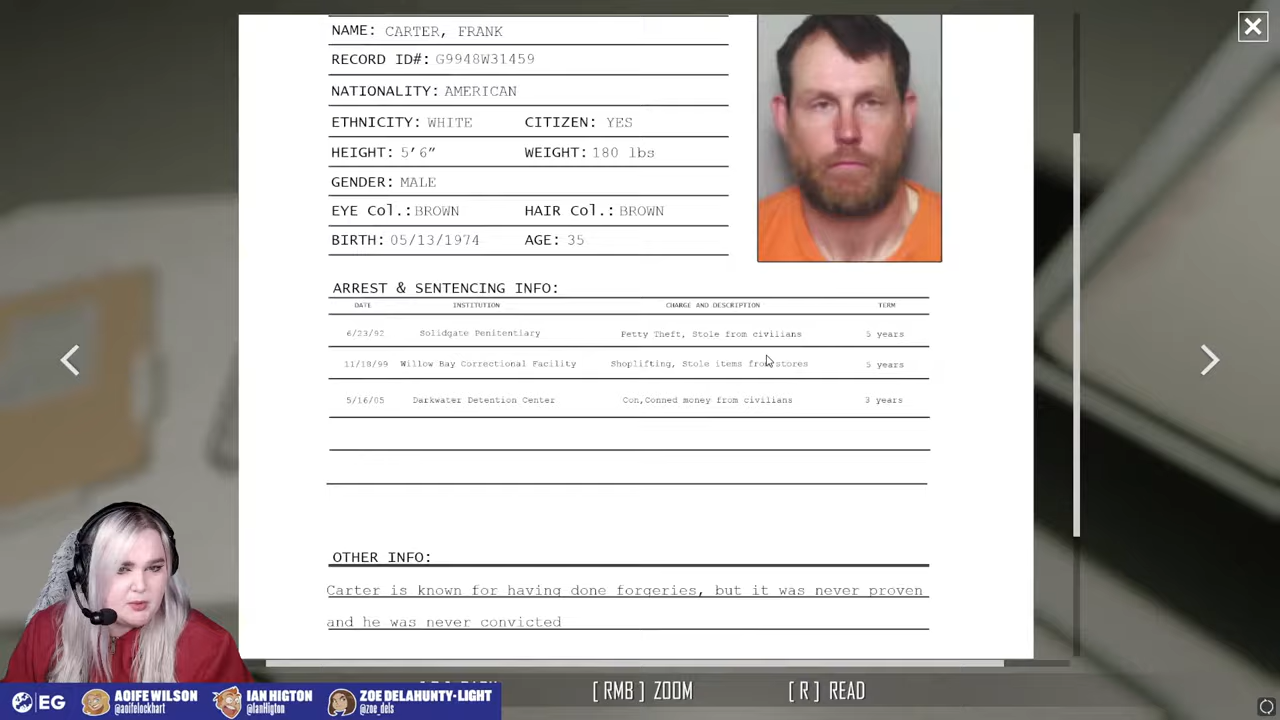 NAME: CARTER, FRANK
RECORD ID#: G9948W31459
NATIONALITY: AMERICAN
ETHNICITY: WHITE CITIZEN: YES
HEIGHT: 5'6" WEIGHT: 180 lbs
GENDER: MALE
EYE Col.: BROWN HAIR Col.: BROWN
BIRTH: 05/13/1974 AGE: 35
ARREST & SENTENCING INFO:
DATE INSTITUTION CHARGE AND DESCRIPTION TERM
6/23/92 Solidgate Penitentiary Petty Theft, Stole from civilians 5 years
11/18/99 Willow Bay Correctional Facility Shoplifting, Stole items from stores 5 years
5/16/05 Darkwater Detention Center Con,Conned money from civilians 3 years
OTHER INFO:
Carter is known for having done forgeries, but it was never proven
and he was never convicted
[RMB] ZOOM [R] READ
EG AOIFE WILSON @aoifelockhart IAN HIGTON @IanHigton ZOE DELAHUNTY-LIGHT @zoe_dels